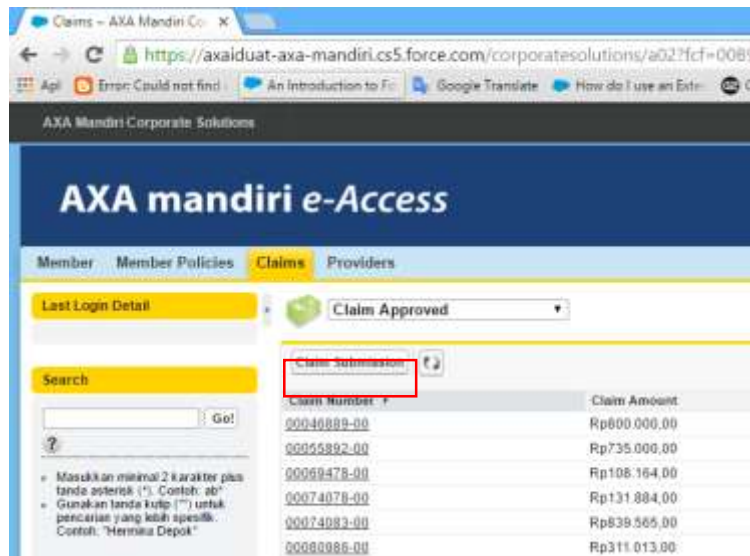 Claims ~ AXA Mandiri Co
https://axaiduat-axa-mandiri.cs5.force.com/corporatesolutions/a02?fcf=00B9
Apl Error: Could not find An Introduction to Fo Google Translate How do I use an Exte
AXA Mandiri Corporate Solutions
AXA mandiri e-Access
Member Member Policies Claims Providers
Last Login Detail
Claim Approved
Claim Submission
Search
Go!
?
Masukkan minimal 2 karakter plus
tanda asterisk (*). Contoh: ab*
Gunakan tanda kutip ("") untuk
pencarian yang lebih spesifik.
Contoh: "Hermina Depok"
Claim Number Claim Amount
00046889-00 Rp600.000,00
00055892-00 Rp735.000,00
00069478-00 Rp108.164,00
00074078-00 Rp131.884,00
00074083-00 Rp839.565,00
00080986-00 Rp311.013,00